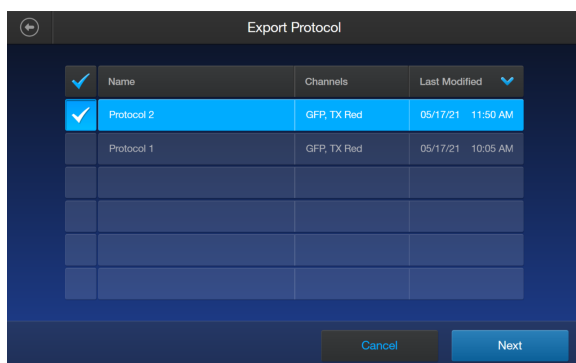 Export Protocol
Name Channels Last Modified
Protocol 2 GFP, TX Red 05/17/21 11:50 AM
Protocol 1 GFP, TX Red 05/17/21 10:05 AM
Cancel Next